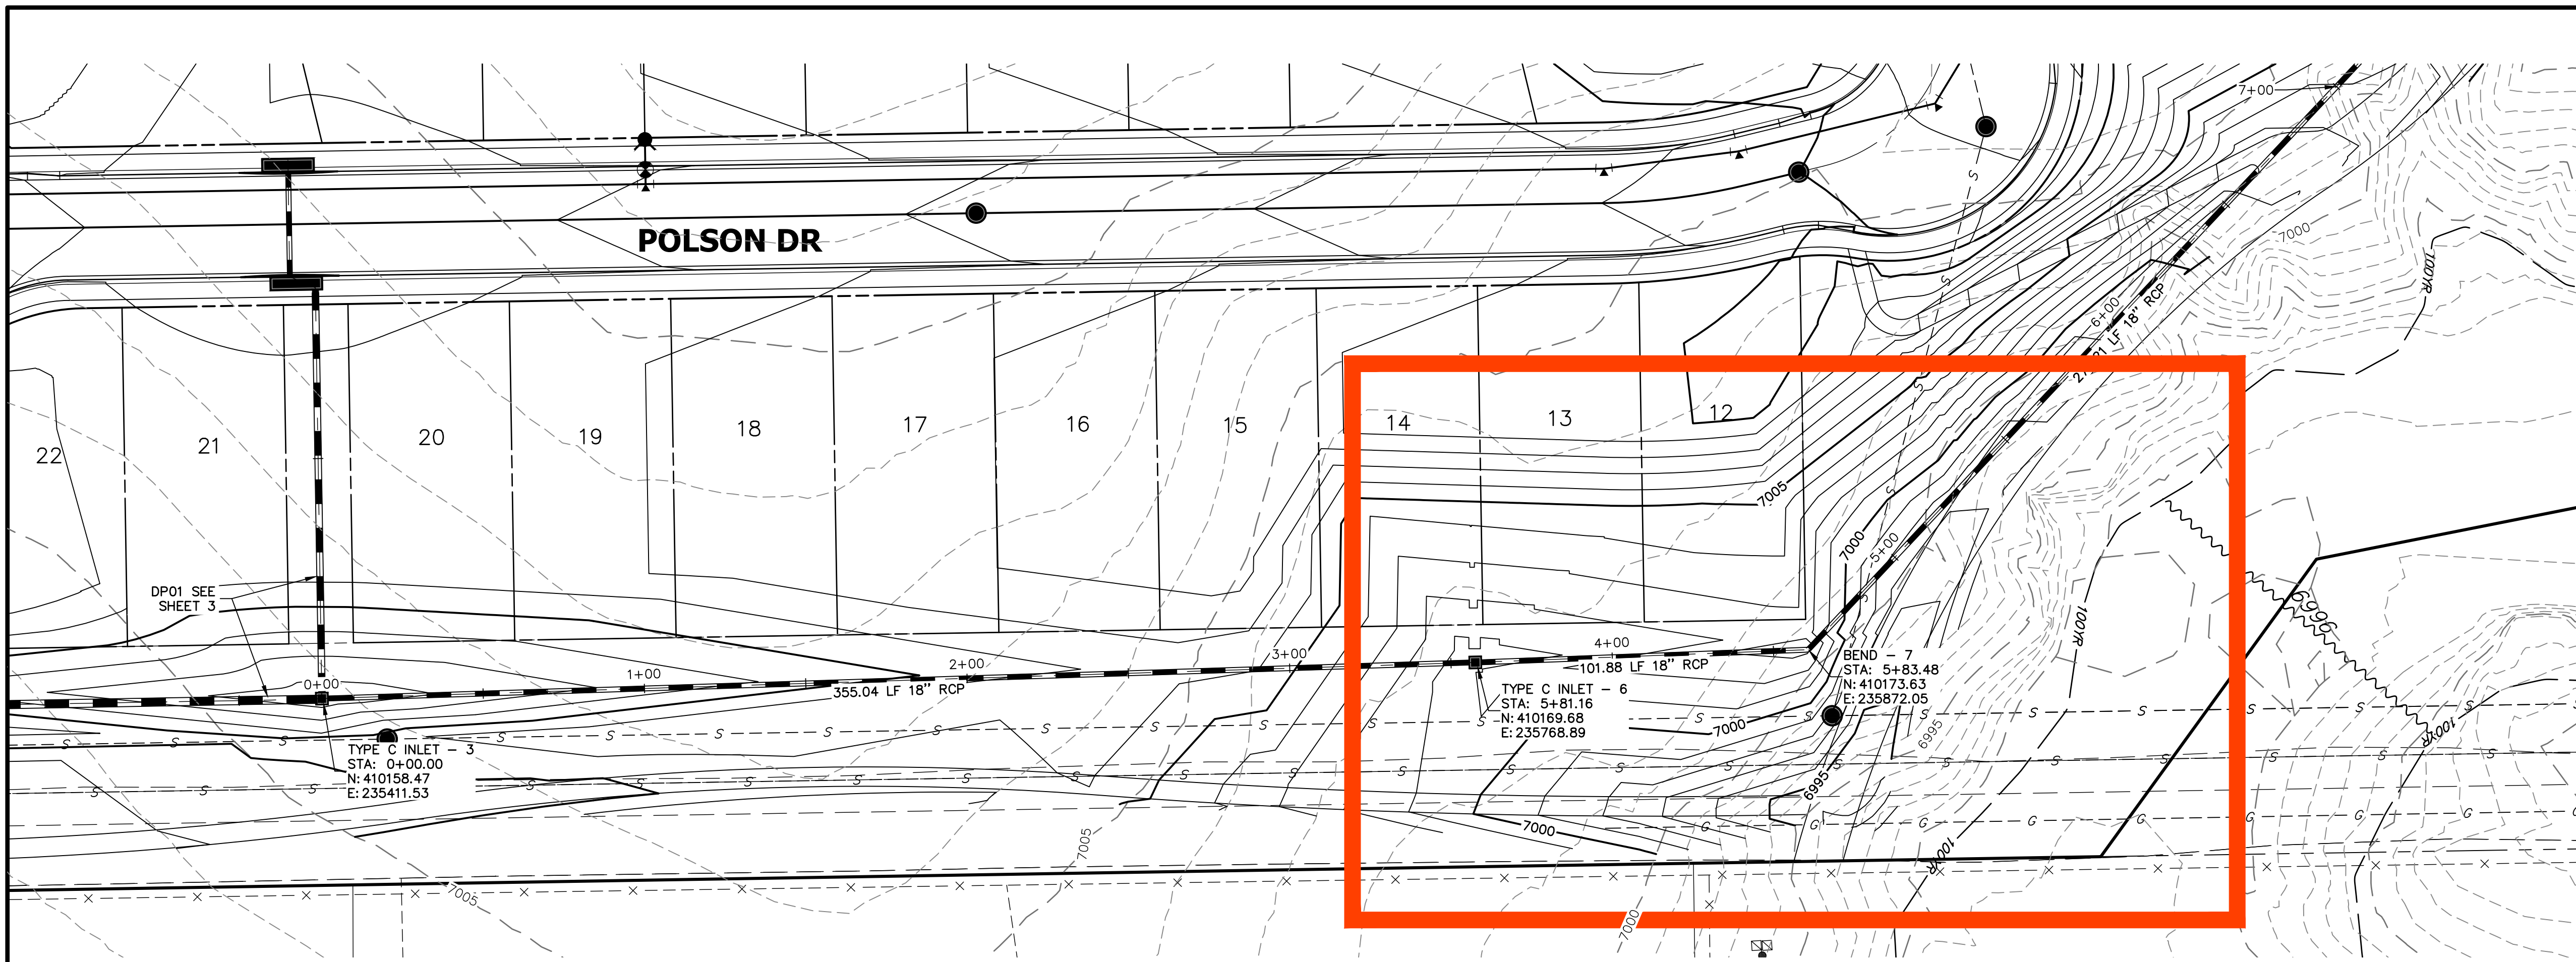 7+00
7000
100YR
POLSON DR
6+00
LF 18" RCP
22
21
20
19
18
17
16
15
14
13
12
7005
7000
5+00
DP01 SEE
SHEET 3
6996
100YR
0+00
1+00
2+00
3+00
4+00
355.04 LF 18" RCP
101.88 LF 18" RCP
BEND - 7
STA: 5+83.48
N: 410173.63
E: 235872.05
TYPE C INLET - 6
STA: 5+81.16
N: 410169.68
E: 235768.89
7000
6995
100YR
TYPE C INLET - 3
STA: 0+00.00
N: 410158.47
E: 235411.53
S S S S S S S S S S S S
6995
7000
7005
G G G G G G G G
100YR
7005
7000